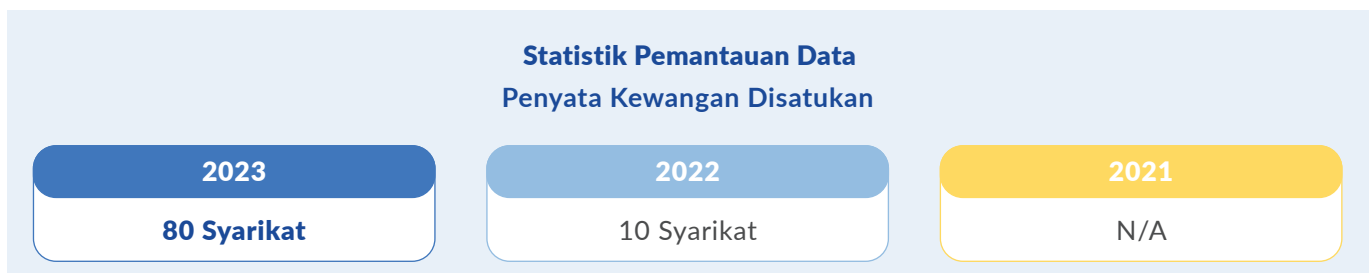 Statistik Pemantauan Data
Penyata Kewangan Disatukan
2023
2022
2021
80 Syarikat
10 Syarikat
N/A